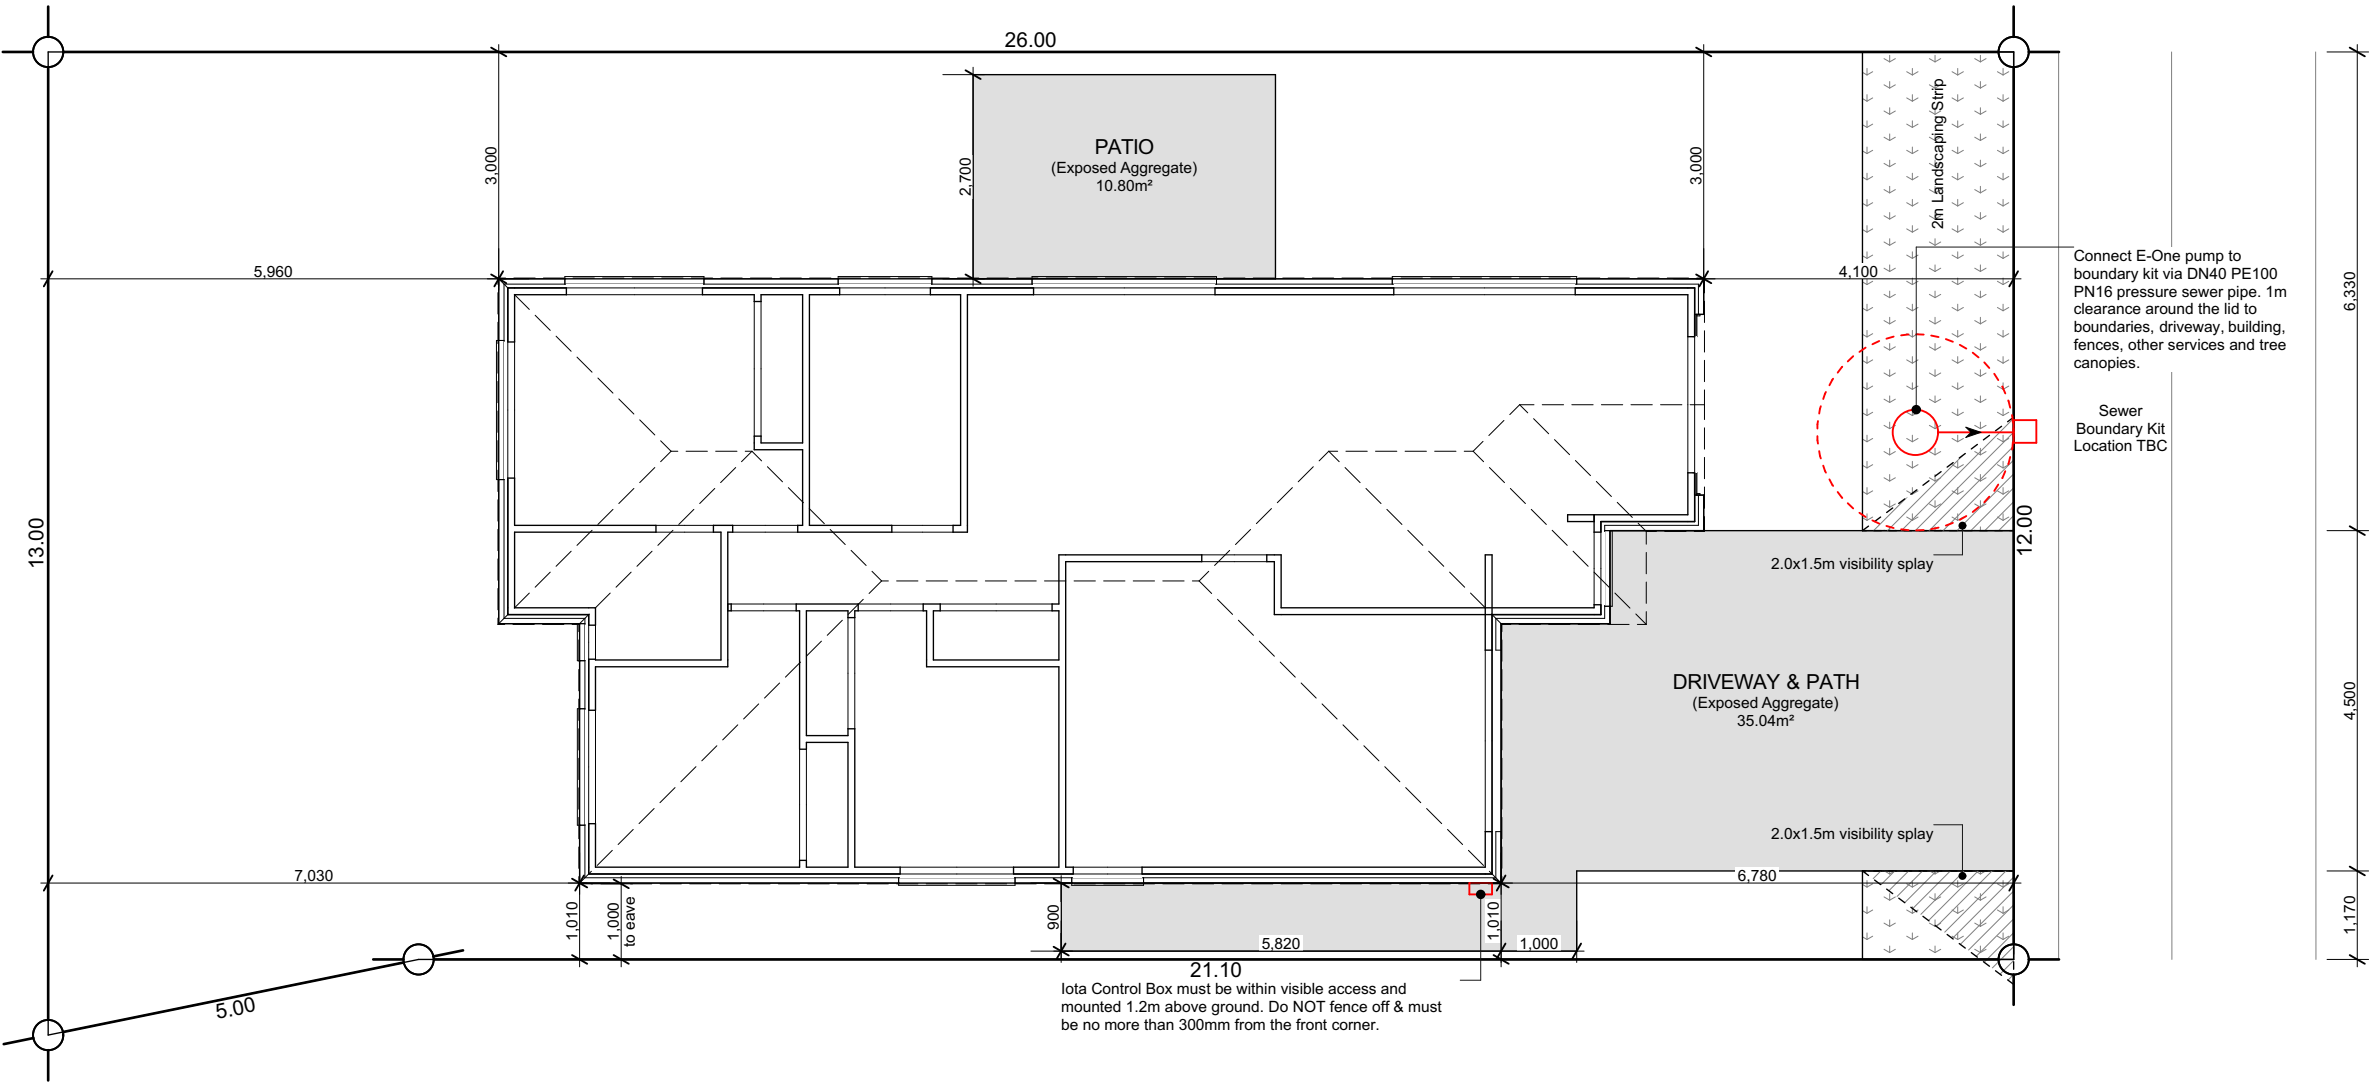 26.00
3,000
2,700
PATIO
(Exposed Aggregate)
10.80m²
3,000
2m Landscaping Strip
5,960
4,100
Connect E-One pump to
boundary kit via DN40 PE100
PN16 pressure sewer pipe. 1m
clearance around the lid to
boundaries, driveway, building,
fences, other services and tree
canopies.
6,330
Sewer
Boundary Kit
Location TBC
13.00
12.00
2.0x1.5m visibility splay
DRIVEWAY & PATH
(Exposed Aggregate)
35.04m²
4,500
2.0x1.5m visibility splay
7,030
6,780
1,010
1,000
to eave
900
5,820
1,010
1,000
1,170
21.10
5.00
Iota Control Box must be within visible access and
mounted 1.2m above ground. Do NOT fence off & must
be no more than 300mm from the front corner.